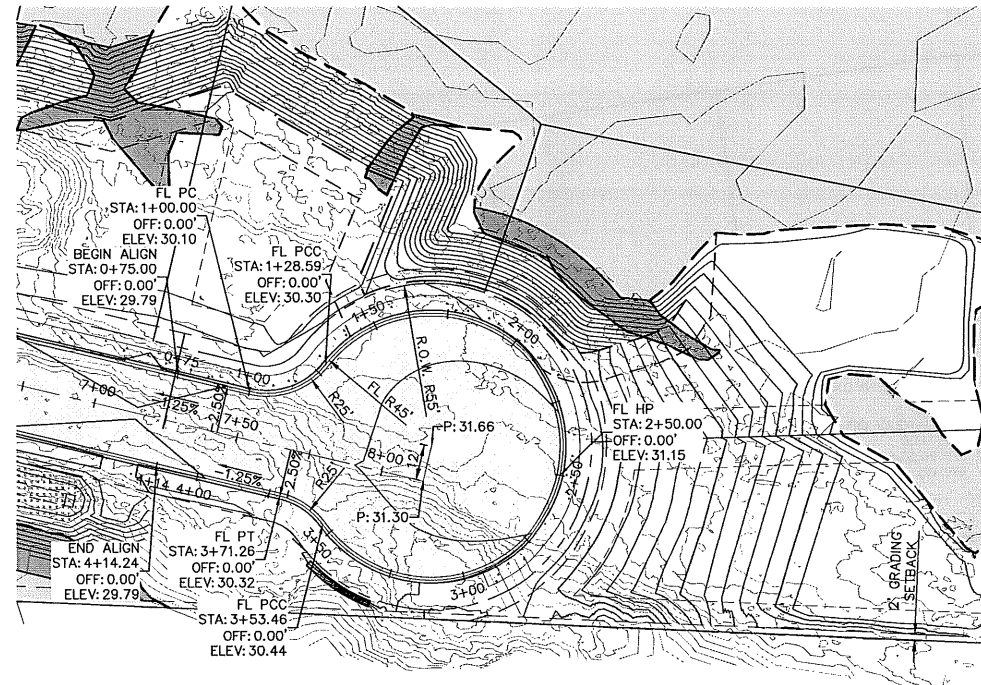 FL PC
STA: 1+00.00
OFF: 0.00'
ELEV: 30.10
BEGIN ALIGN
STA: 0+75.00
OFF: 0.00'
ELEV: 29.79
FL PCC
STA: 1+28.59
OFF: 0.00'
ELEV: 30.30
1+50
2+00
R.O.W. R55'
0+75
1+00
7+00
1.25%
2.50%
7+50
R25'
FL R45'
P: 31.66
8+00
12'
FL HP
STA: 2+50.00
OFF: 0.00'
ELEV: 31.15
2+50
4+14
4+00
1.25%
2.50%
R25'
P: 31.30
3+50
3+00
FL PT
STA: 3+71.26
OFF: 0.00'
ELEV: 30.32
END ALIGN
STA: 4+14.24
OFF: 0.00'
ELEV: 29.79
FL PCC
STA: 3+53.46
OFF: 0.00'
ELEV: 30.44
GRADING
SETBACK